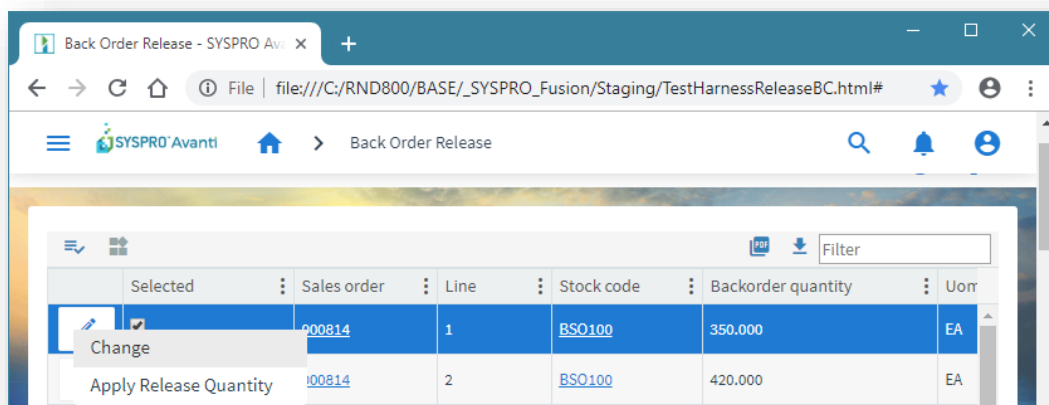 Back Order Release - SYSPRO Ava
File | file:///C:/RND800/BASE/_SYSPRO_Fusion/Staging/TestHarnessReleaseBC.html#
SYSPRO Avanti > Back Order Release
PDF Filter
Selected Sales order Line Stock code Backorder quantity Uom
000814 1 BSO100 350.000 EA
Change
Apply Release Quantity 000814 2 BSO100 420.000 EA